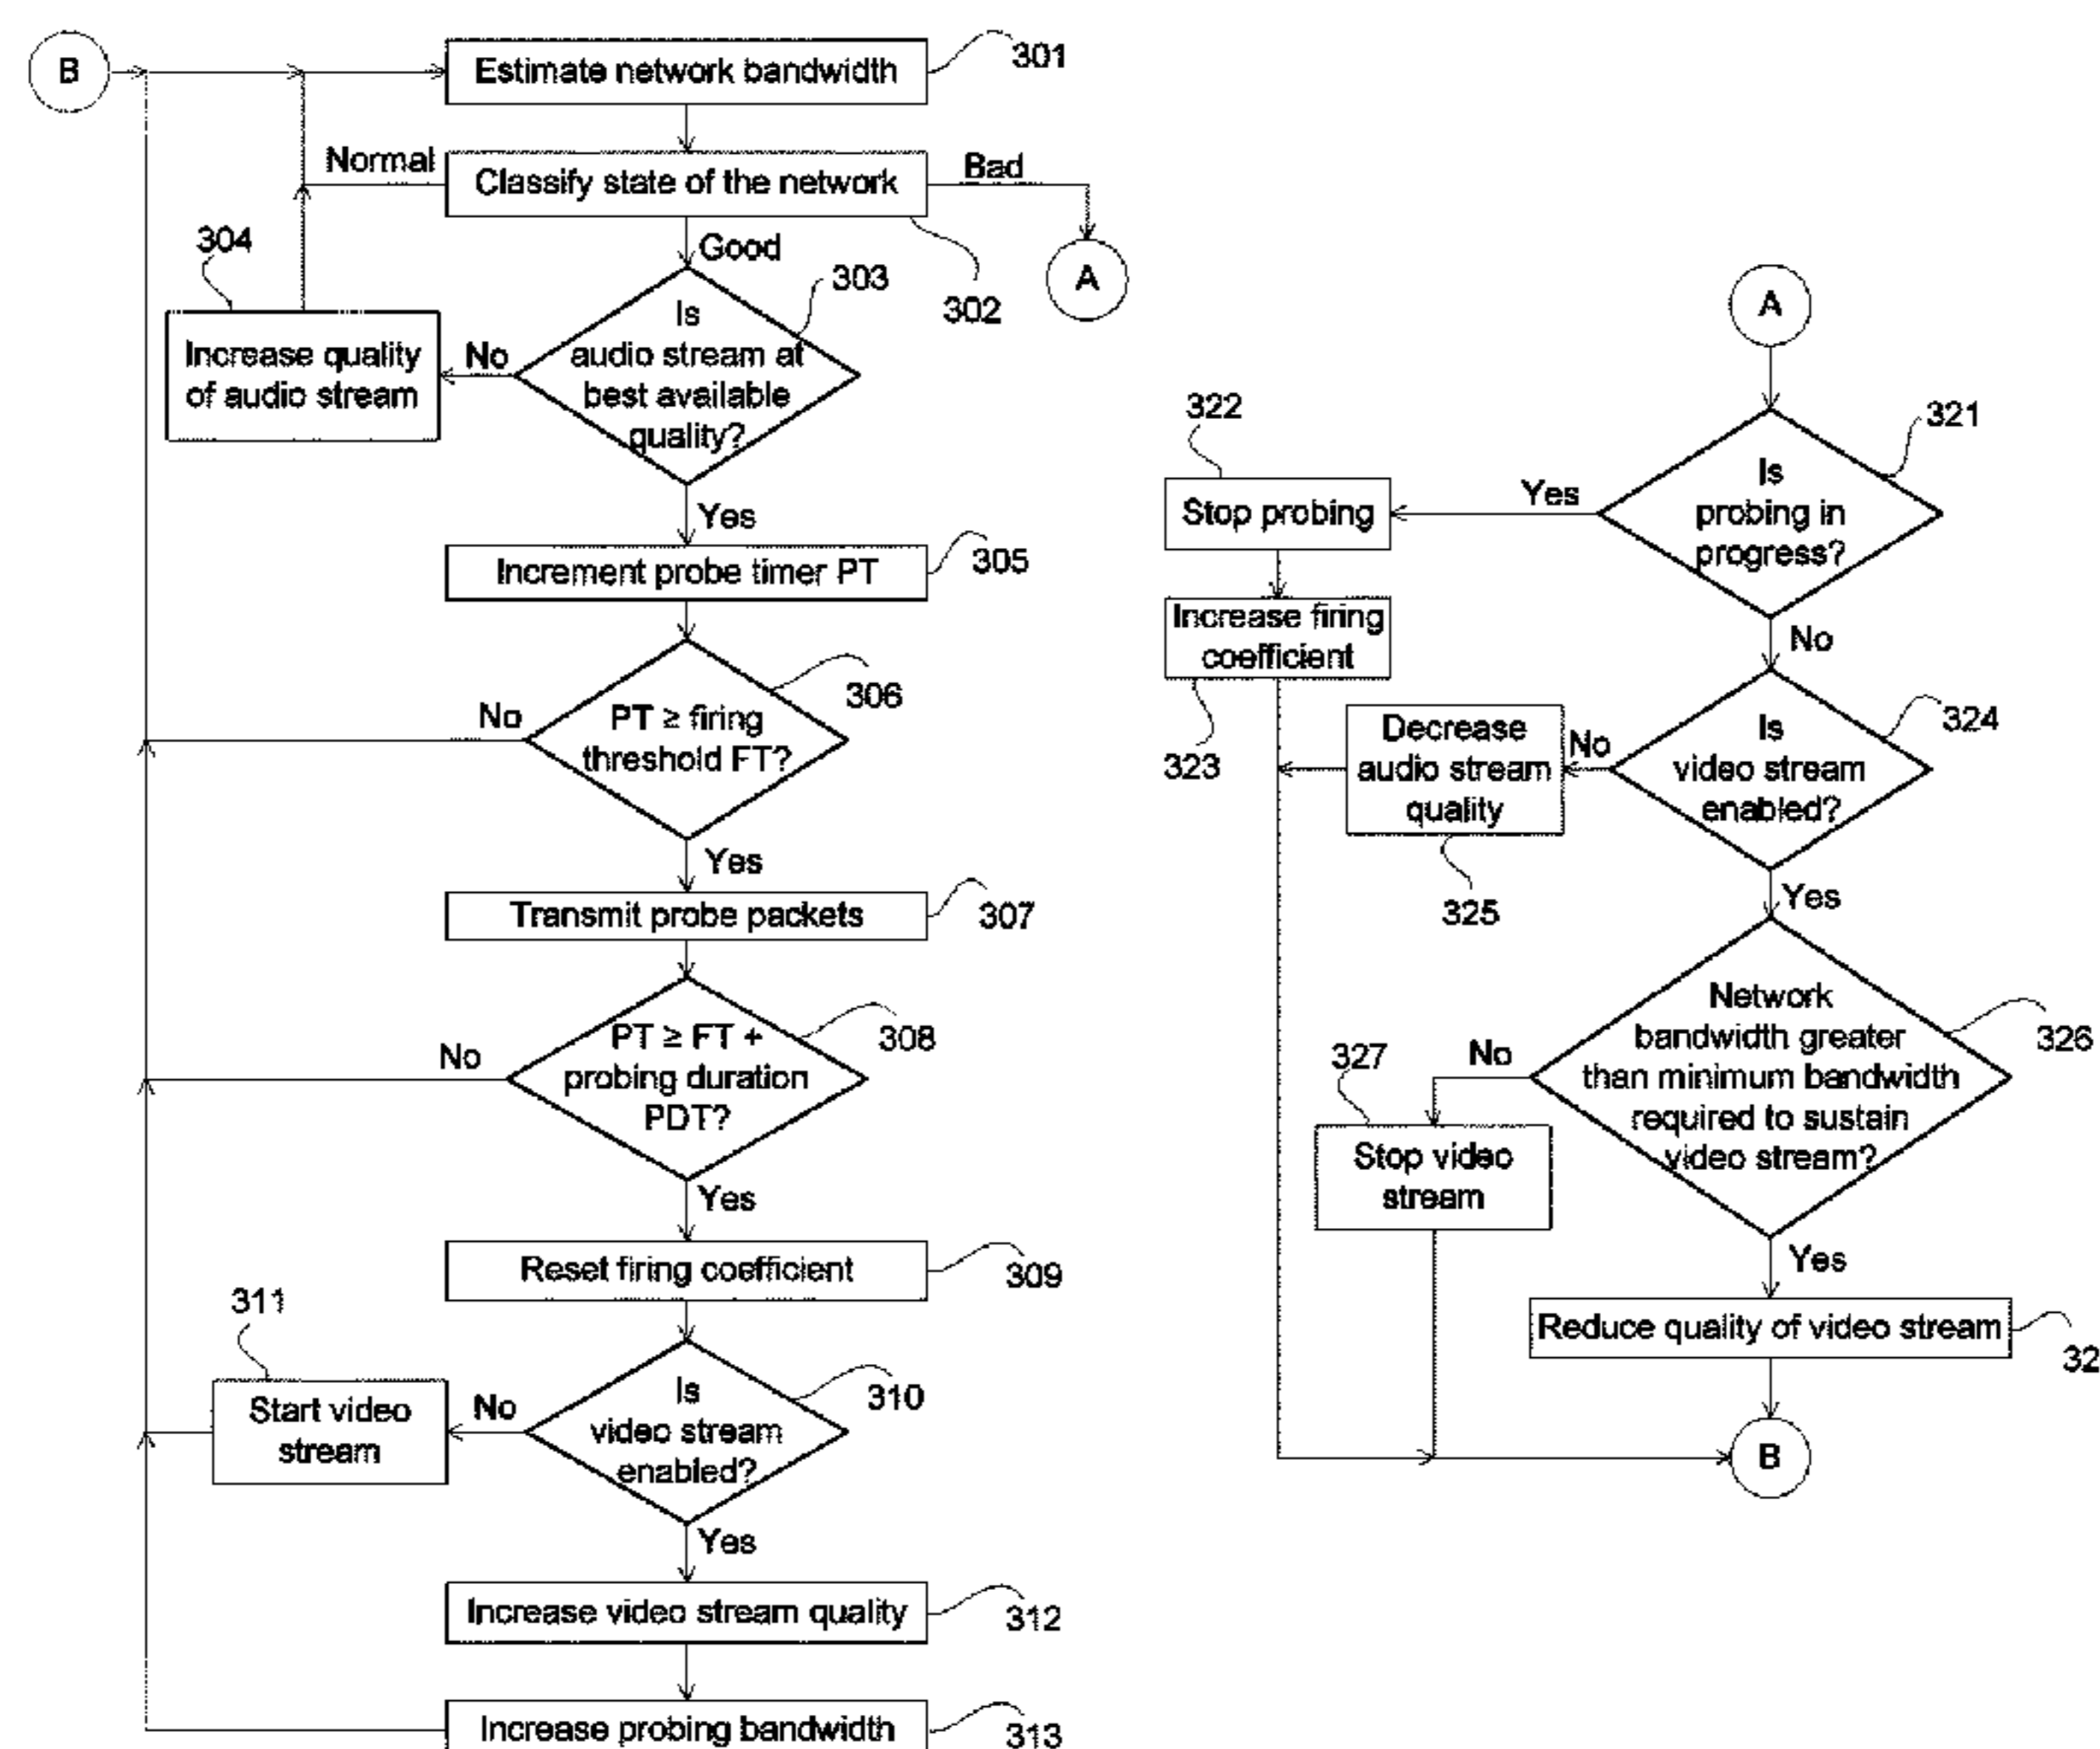 B
Estimate network bandwidth
301
Normal
Classify state of the network
Bad
302
A
Good
303
Is
audio stream at
best available
quality?
No
304
Increase quality
of audio stream
Yes
Increment probe timer PT
305
306
PT ≥ firing
threshold FT?
No
Yes
Transmit probe packets
307
308
PT ≥ FT +
probing duration
PDT?
No
Yes
Reset firing coefficient
309
310
Is
video stream
enabled?
No
311
Start video
stream
Yes
Increase video stream quality
312
Increase probing bandwidth
313
A
321
Is
probing in
progress?
Yes
322
Stop probing
Increase firing
coefficient
323
No
324
Is
video stream
enabled?
No
Decrease
audio stream
quality
325
Yes
326
Network
bandwidth greater
than minimum bandwidth
required to sustain
video stream?
No
327
Stop video
stream
Yes
Reduce quality of video stream
32
B